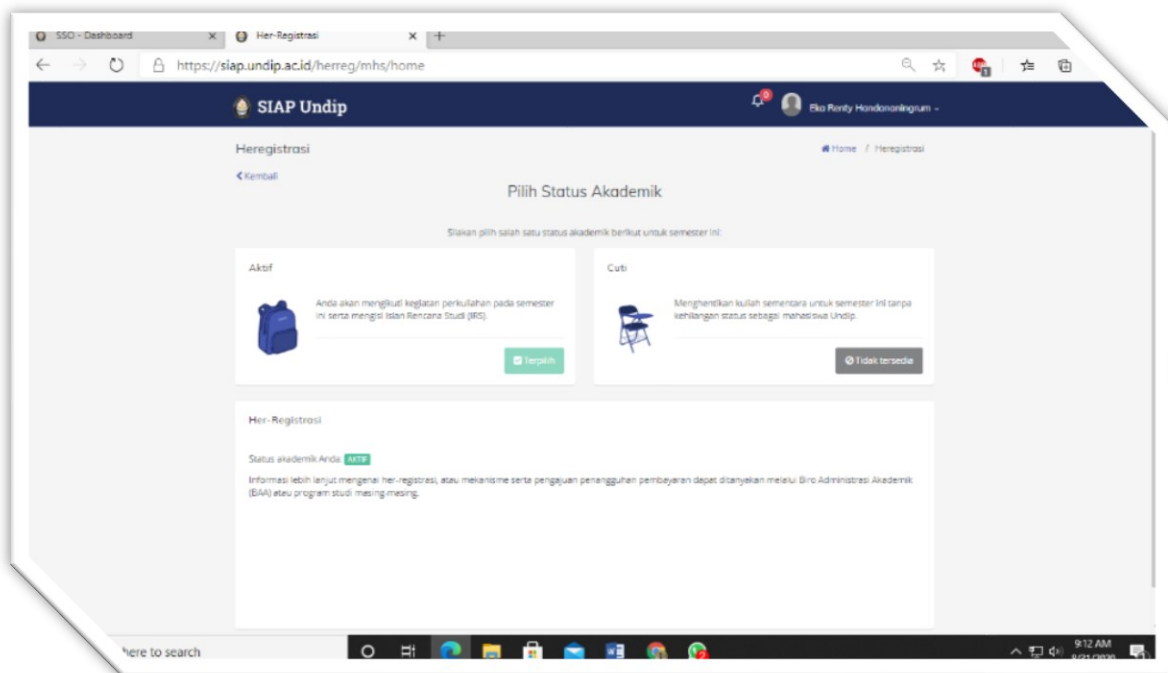 SSO - Dashboard
Her-Registrasi
https://siap.undip.ac.id/herreg/mhs/home
SIAP Undip
0
Eko Renty Hondononingrum
Heregistrasi
Home / Heregistrasi
Kembali
Pilih Status Akademik
Silakan pilih salah satu status akademik berikut untuk semester ini:
Aktif
Anda akan mengikuti kegiatan perkuliahan pada semester
ini serta mengisi Isian Rencana Studi (IRS).
Terpilih
Cuti
Menghentikan kuliah sementara untuk semester ini tanpa
kehilangan status sebagai mahasiswa Undip.
Tidak tersedia
Her-Registrasi
Status akademik Anda: AKTIF
Informasi lebih lanjut mengenai her-registrasi, atau mekanisme serta pengajuan penangguhan pembayaran dapat ditanyakan melalui Biro Administrasi Akademik
(BAA) atau program studi masing-masing.
here to search
9:12 AM
8/21/2020